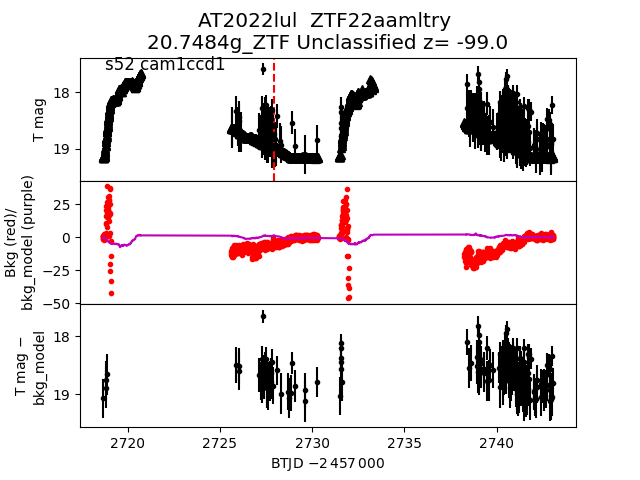 AT2022lul  ZTF22aamltry
20.7484g_ZTF Unclassified z= -99.0
s52 cam1ccd1
T mag
18
19
Bkg (red)/
bkg_model (purple)
25
0
−25
−50
T mag −
bkg_model
18
19
2720
2725
2730
2735
2740
BTJD −2 457 000